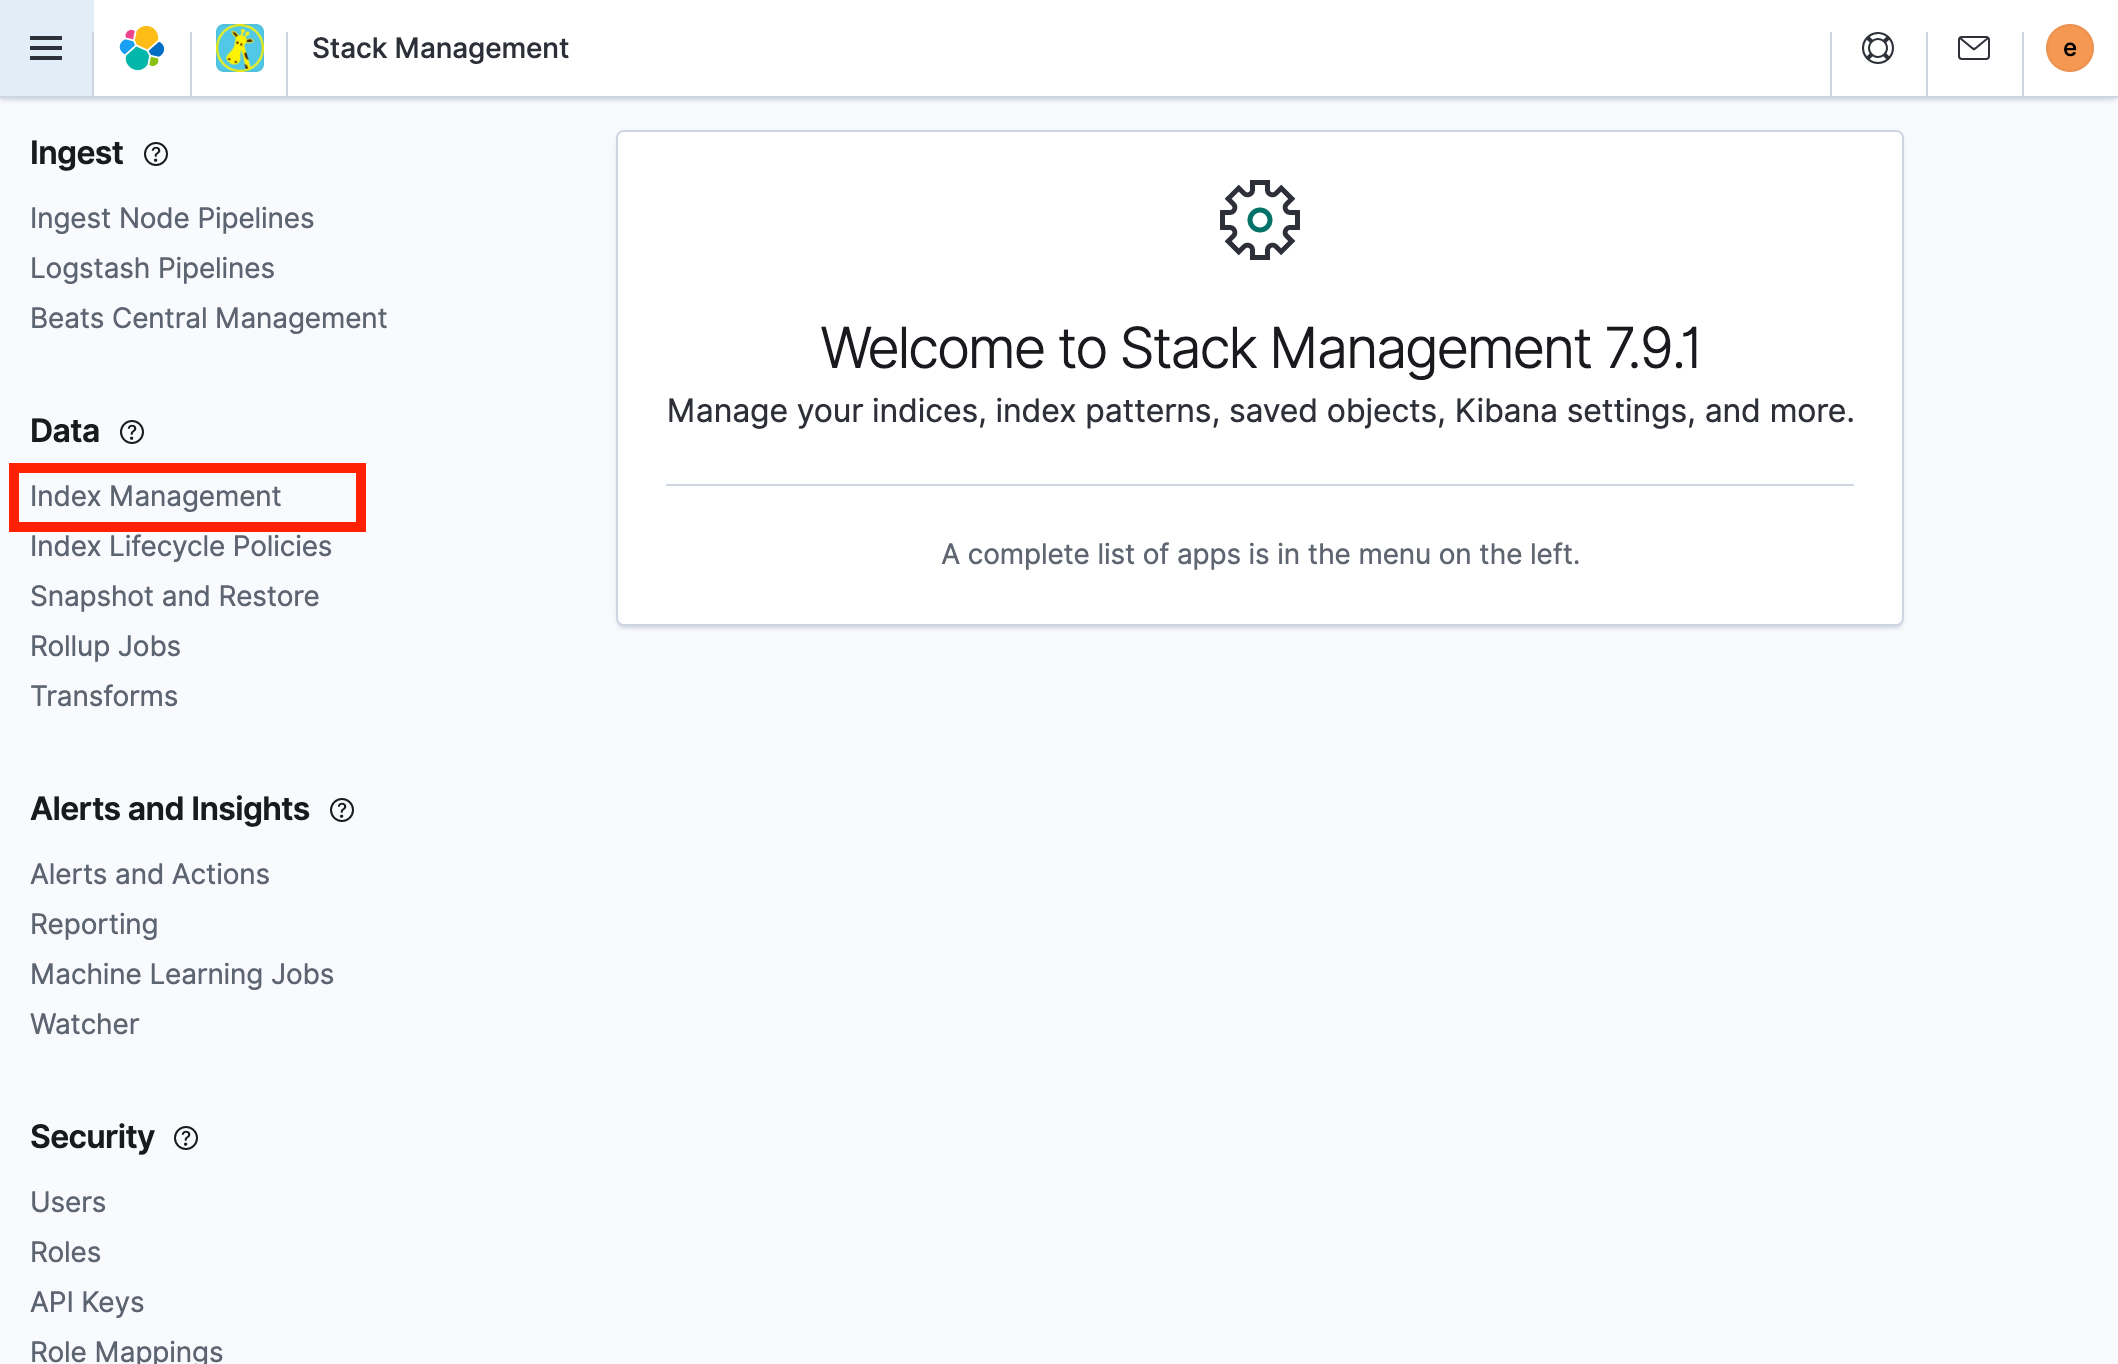 Stack Management
e
Ingest
Ingest Node Pipelines
Logstash Pipelines
Beats Central Management
Data
Index Management
Index Lifecycle Policies
Snapshot and Restore
Rollup Jobs
Transforms
Alerts and Insights
Alerts and Actions
Reporting
Machine Learning Jobs
Watcher
Security
Users
Roles
API Keys
Role Mappings
Welcome to Stack Management 7.9.1
Manage your indices, index patterns, saved objects, Kibana settings, and more.
A complete list of apps is in the menu on the left.